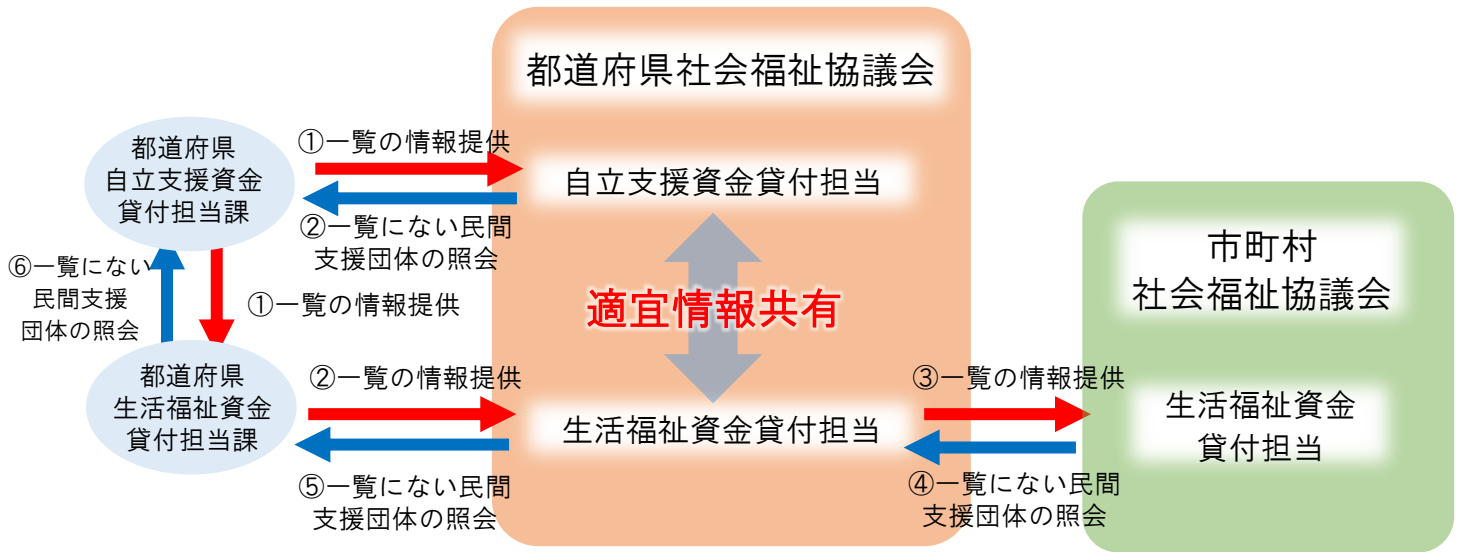 都道府県社会福祉協議会
都道府県
自立支援資金
貸付担当課
①一覧の情報提供
②一覧にない民間
支援団体の照会
自立支援資金貸付担当
⑥一覧にない
民間支援
団体の照会
①一覧の情報提供
適宜情報共有
都道府県
生活福祉資金
貸付担当課
②一覧の情報提供
⑤一覧にない民間
支援団体の照会
生活福祉資金貸付担当
③一覧の情報提供
④一覧にない民間
支援団体の照会
市町村
社会福祉協議会
生活福祉資金
貸付担当